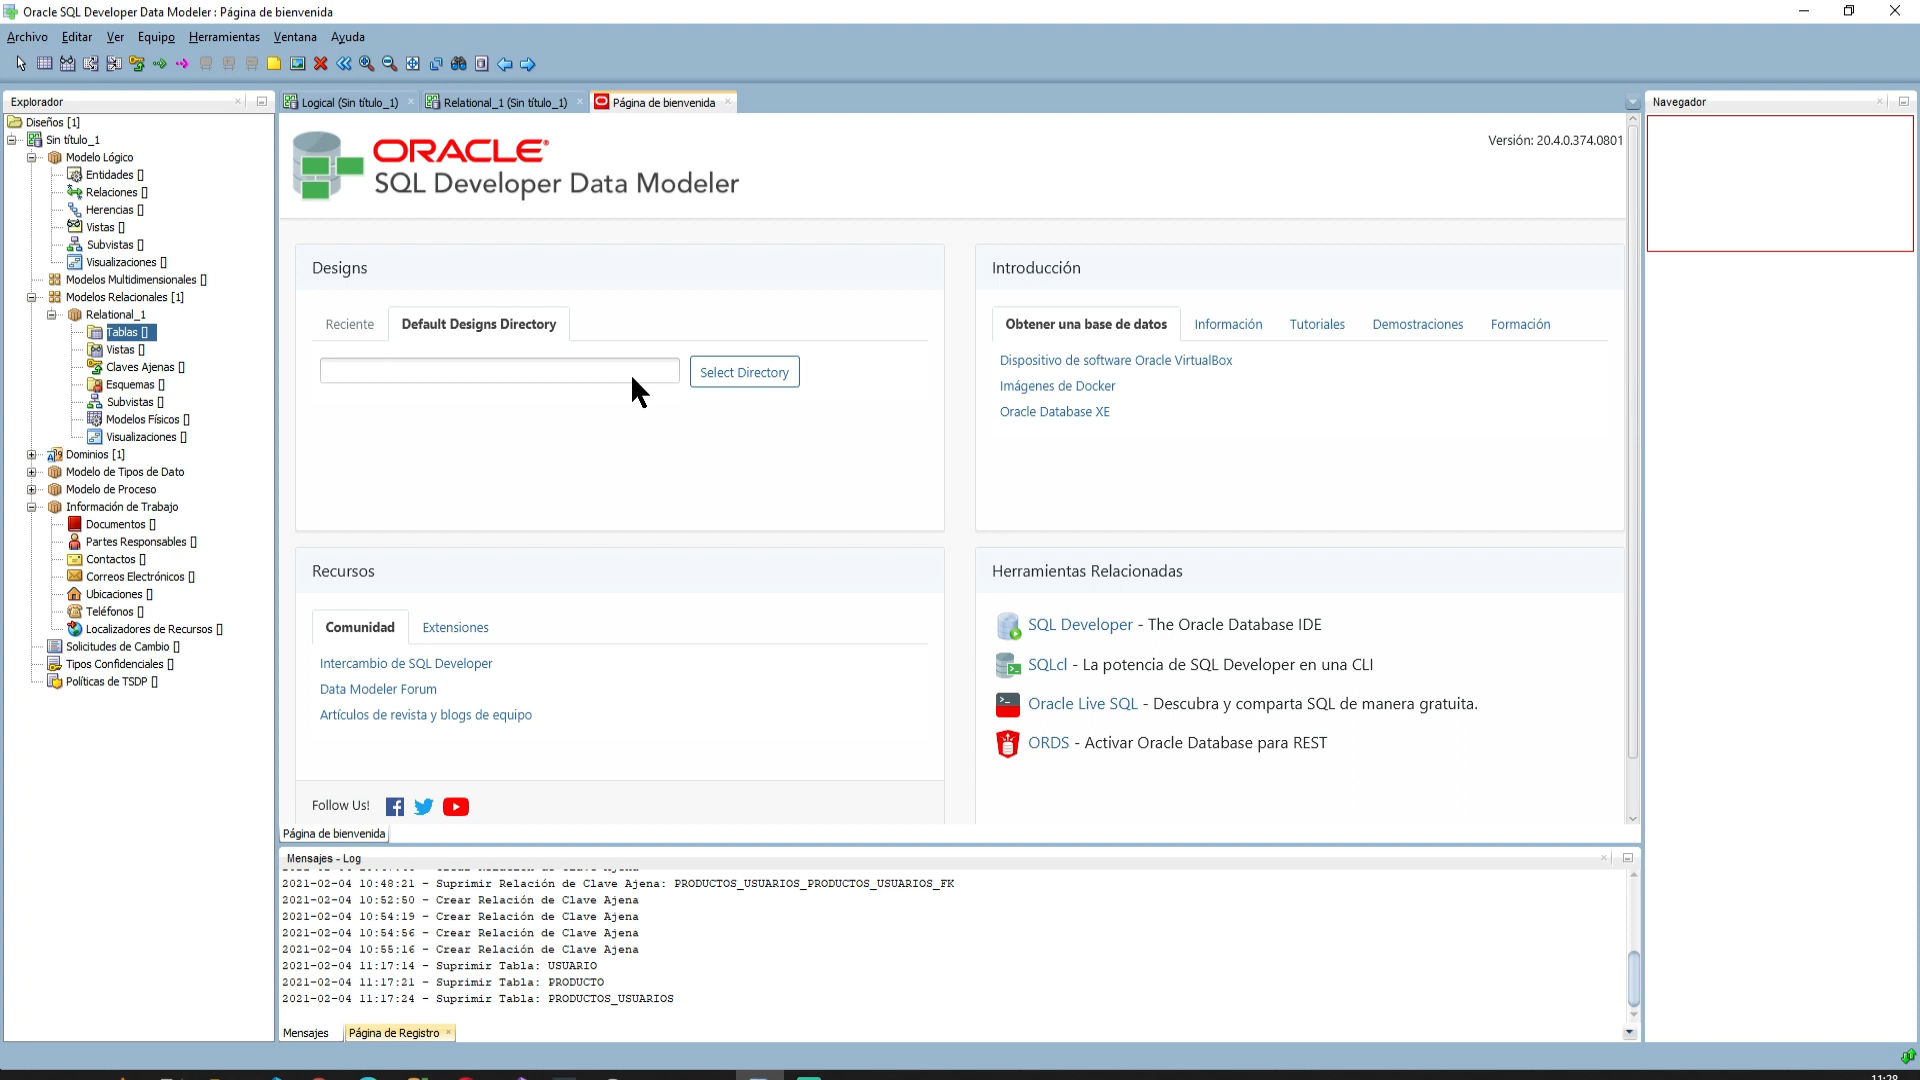 Oracle SQL Developer Data Modeler : Página de bienvenida
Archivo Editar Ver Equipo Herramientas Ventana Ayuda
Explorador
Diseños [1]
Sin título_1
Modelo Lógico
Entidades []
Relaciones []
Herencias []
Vistas []
Subvistas []
Visualizaciones []
Modelos Multidimensionales []
Modelos Relacionales [1]
Relational_1
Tablas []
Vistas []
Claves Ajenas []
Esquemas []
Subvistas []
Modelos Físicos []
Visualizaciones []
Dominios [1]
Modelo de Tipos de Dato
Modelo de Proceso
Información de Trabajo
Documentos []
Partes Responsables []
Contactos []
Correos Electrónicos []
Ubicaciones []
Teléfonos []
Localizadores de Recursos []
Solicitudes de Cambio []
Tipos Confidenciales []
Políticas de TSDP []
Logical (Sin título_1) Relational_1 (Sin título_1) Página de bienvenida
ORACLE®
SQL Developer Data Modeler
Versión: 20.4.0.374.0801
Designs
Reciente Default Designs Directory
Select Directory
Introducción
Obtener una base de datos Información Tutoriales Demostraciones Formación
Dispositivo de software Oracle VirtualBox
Imágenes de Docker
Oracle Database XE
Recursos
Comunidad Extensiones
Intercambio de SQL Developer
Data Modeler Forum
Artículos de revista y blogs de equipo
Follow Us!
Herramientas Relacionadas
SQL Developer - The Oracle Database IDE
SQLcl - La potencia de SQL Developer en una CLI
Oracle Live SQL - Descubra y comparta SQL de manera gratuita.
ORDS - Activar Oracle Database para REST
Página de bienvenida
Mensajes - Log
2021-02-04 10:48:21 - Suprimir Relación de Clave Ajena: PRODUCTOS_USUARIOS_PRODUCTOS_USUARIOS_FK
2021-02-04 10:52:50 - Crear Relación de Clave Ajena
2021-02-04 10:54:19 - Crear Relación de Clave Ajena
2021-02-04 10:54:56 - Crear Relación de Clave Ajena
2021-02-04 10:55:16 - Crear Relación de Clave Ajena
2021-02-04 11:17:14 - Suprimir Tabla: USUARIO
2021-02-04 11:17:21 - Suprimir Tabla: PRODUCTO
2021-02-04 11:17:24 - Suprimir Tabla: PRODUCTOS_USUARIOS
Mensajes Página de Registro
Navegador